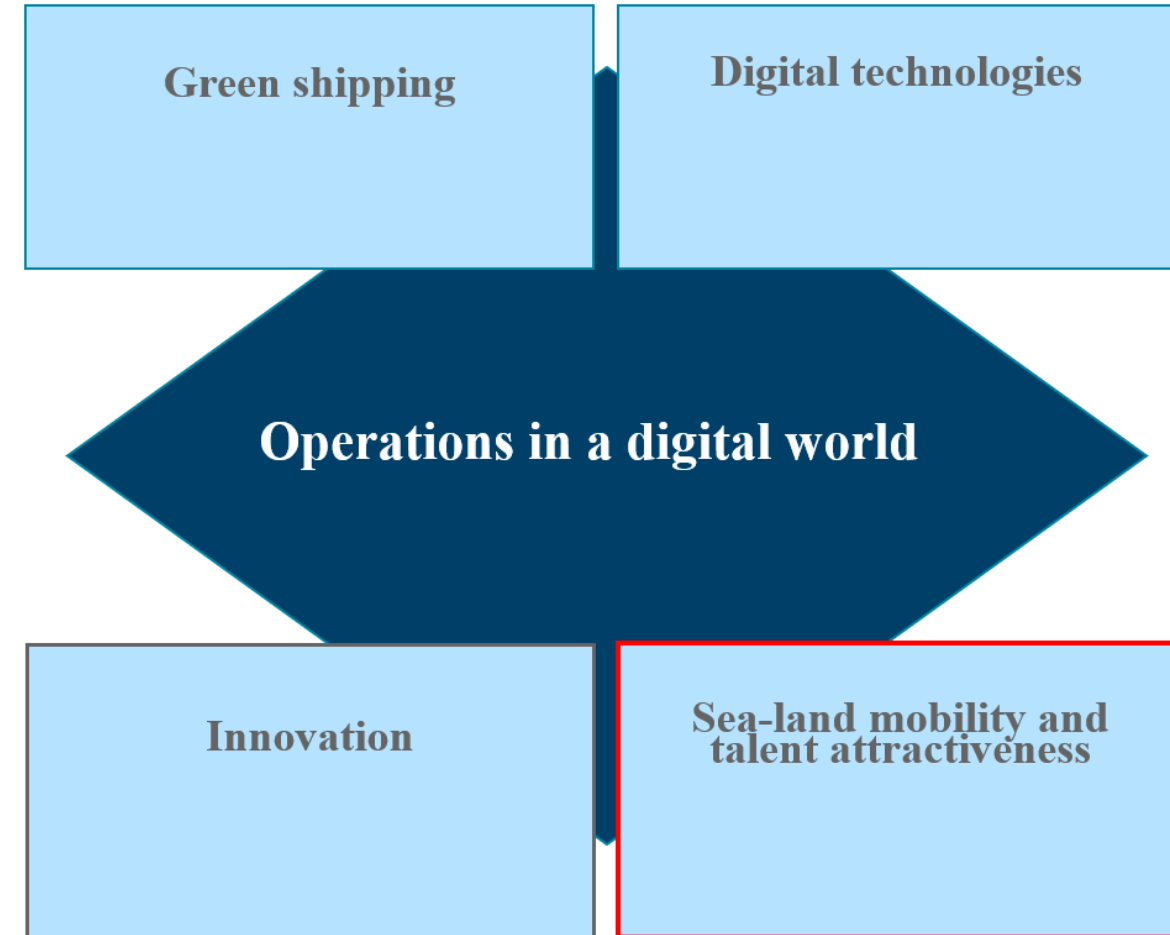 Green shipping
Digital technologies
Operations in a digital world
Innovation
Sea-land mobility and
talent attractiveness